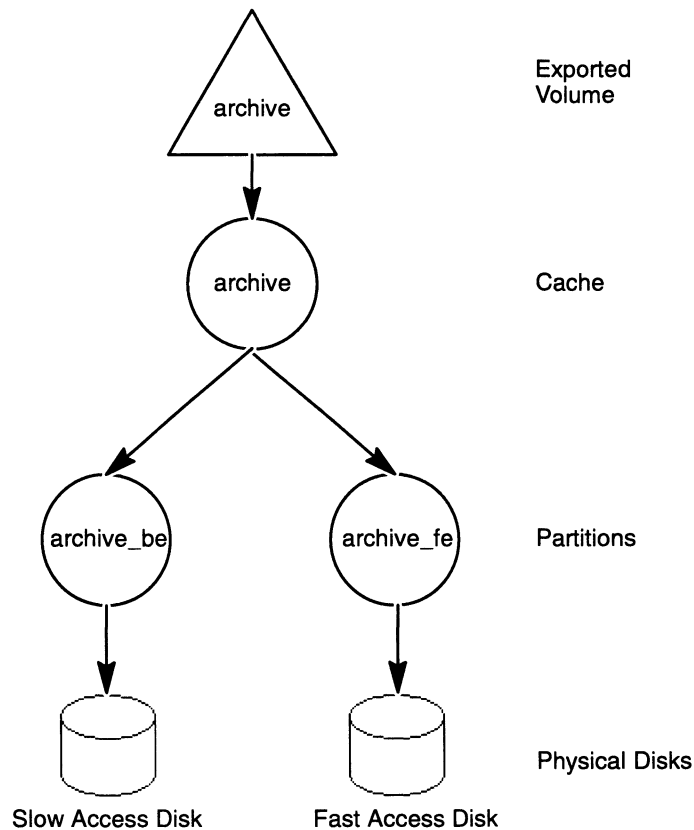 Exported
Volume
archive
archive
Cache
archive_be
archive_fe
Partitions
Physical Disks
Slow Access Disk
Fast Access Disk